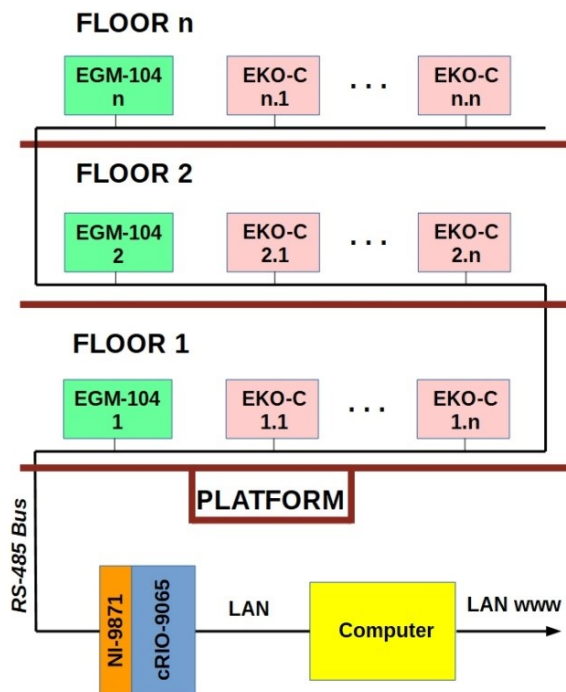 FLOOR n
EGM-104
n
EKO-C
n.1
. . .
EKO-C
n.n
FLOOR 2
EGM-104
2
EKO-C
2.1
. . .
EKO-C
2.n
FLOOR 1
EGM-104
1
EKO-C
1.1
. . .
EKO-C
1.n
PLATFORM
RS-485 Bus
NI-9871
cRIO-9065
LAN
Computer
LAN www